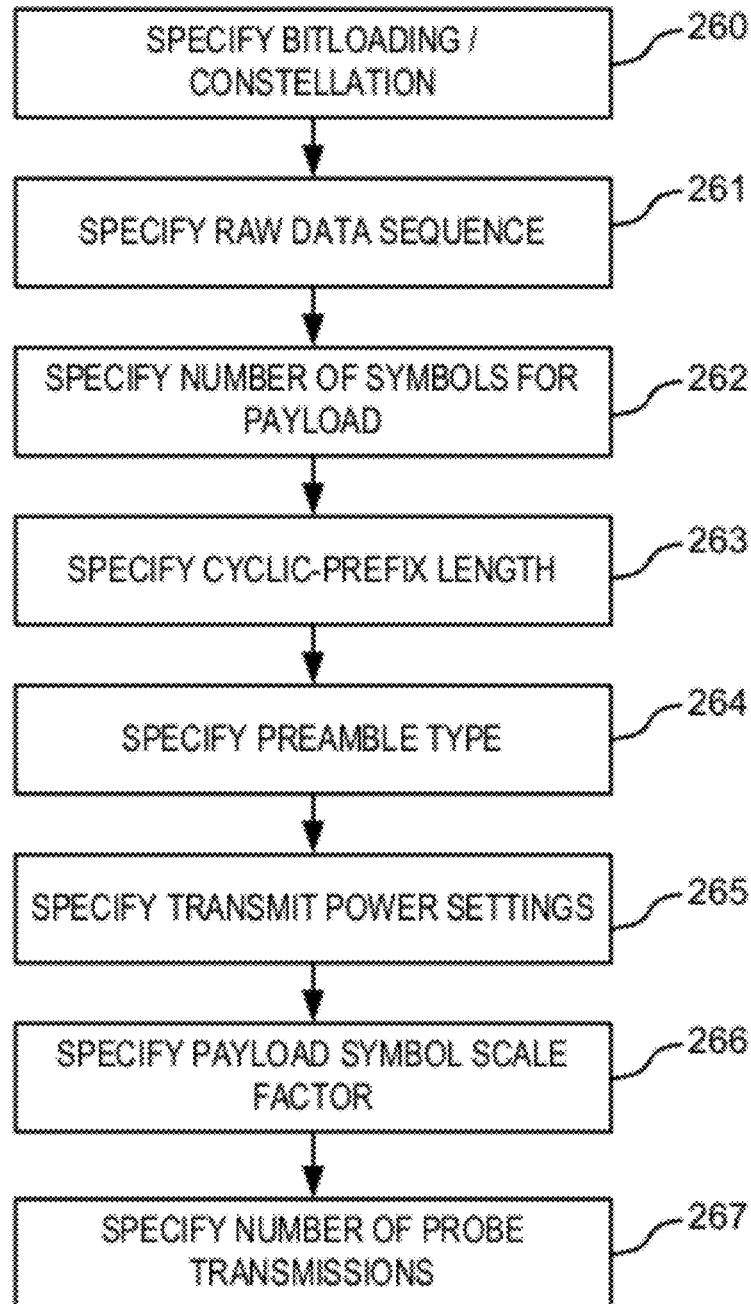 SPECIFY BITLOADING /
CONSTELLATION
260
SPECIFY RAW DATA SEQUENCE
261
SPECIFY NUMBER OF SYMBOLS FOR
PAYLOAD
262
SPECIFY CYCLIC-PREFIX LENGTH
263
SPECIFY PREAMBLE TYPE
264
SPECIFY TRANSMIT POWER SETTINGS
265
SPECIFY PAYLOAD SYMBOL SCALE
FACTOR
266
SPECIFY NUMBER OF PROBE
TRANSMISSIONS
267